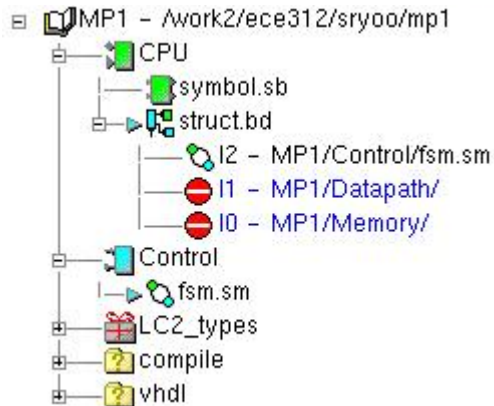 MP1 - /work2/ece312/sryoo/mp1
CPU
symbol.sb
struct.bd
I2 - MP1/Control/fsm.sm
I1 - MP1/Datapath/
I0 - MP1/Memory/
Control
fsm.sm
LC2_types
compile
vhdl